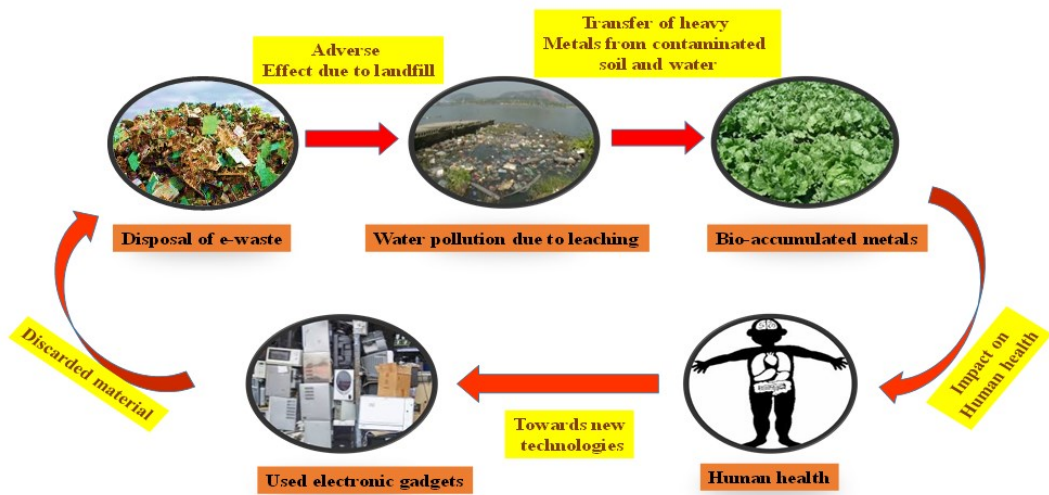 Adverse
Effect due to landfill
Transfer of heavy
Metals from contaminated
soil and water
Disposal of e-waste
Water pollution due to leaching
Bio-accumulated metals
Discarded material
Impact on
Human health
Towards new
technologies
Used electronic gadgets
Human health